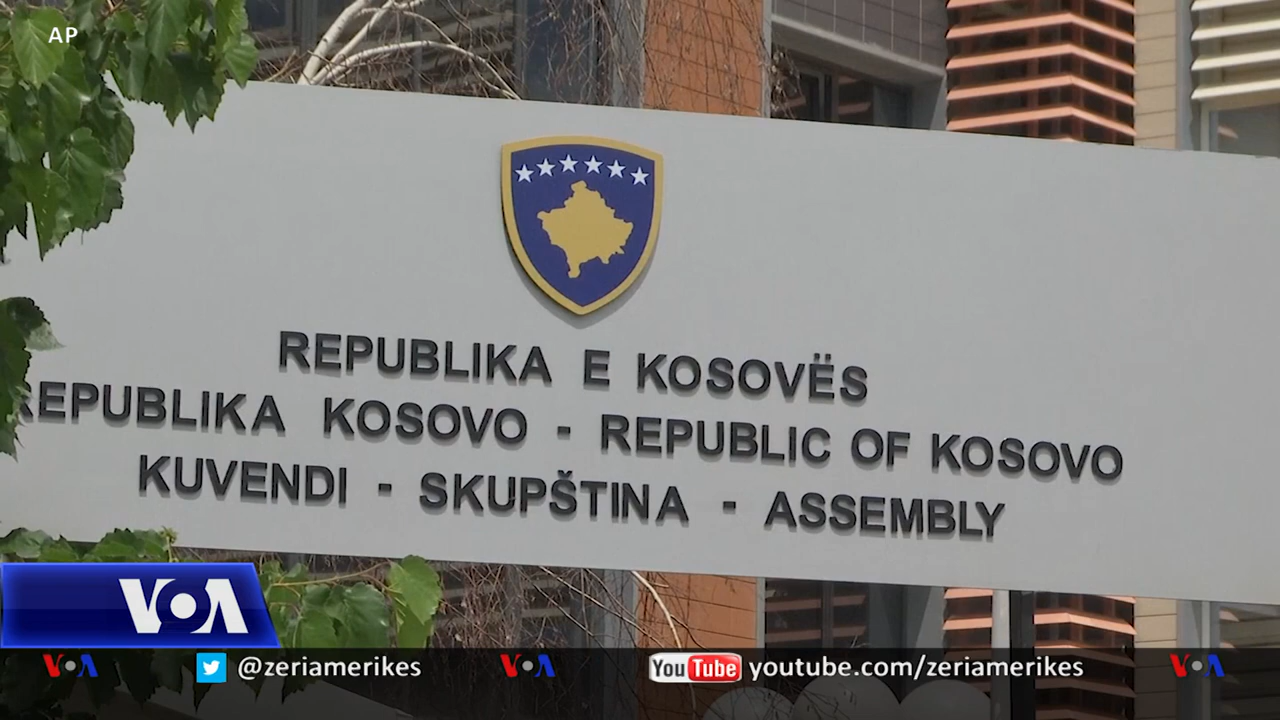 AP
REPUBLIKA E KOSOVËS
REPUBLIKA KOSOVO - REPUBLIC OF KOSOVO
KUVENDI - SKUPŠTINA - ASSEMBLY
VOA
VOA @zeriamerikes VOA YouTube youtube.com/zeriamerikes VOA